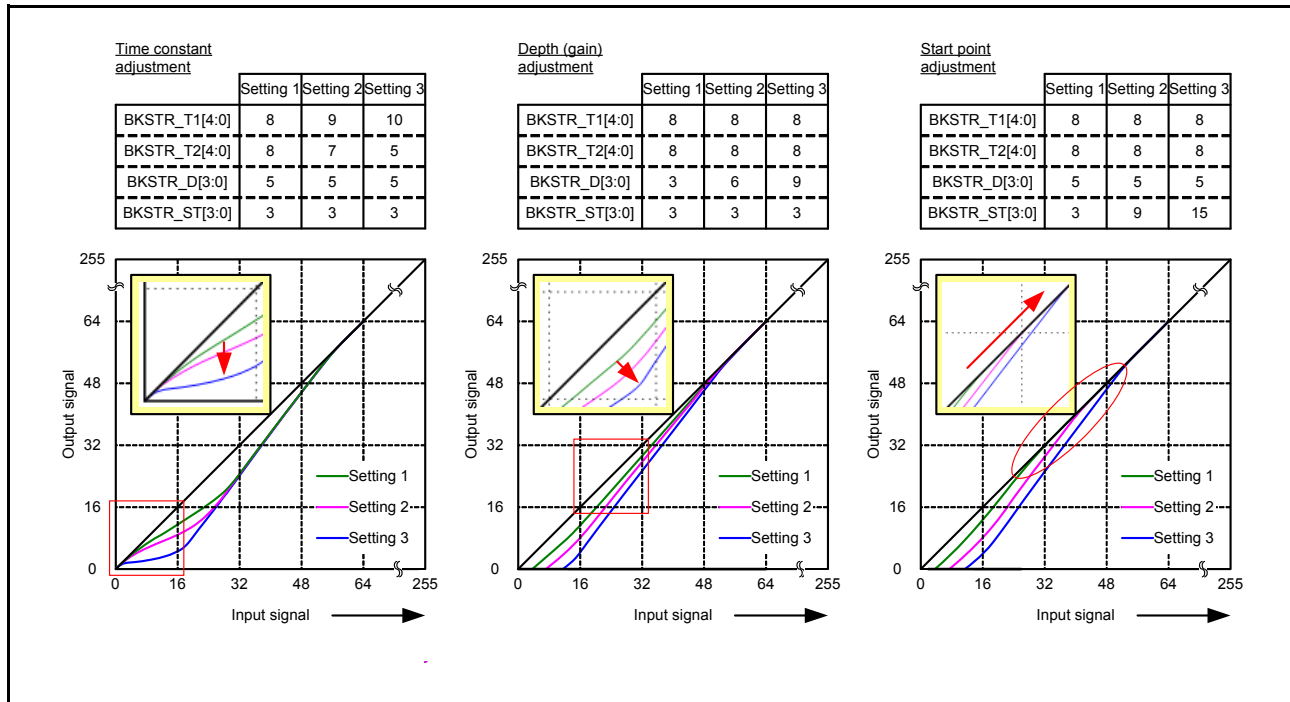 Time constant
adjustment
Setting 1 Setting 2 Setting 3
BKSTR_T1[4:0] 8 9 10
BKSTR_T2[4:0] 8 7 5
BKSTR_D[3:0] 5 5 5
BKSTR_ST[3:0] 3 3 3
255
64
48
32
16
0
Output signal
Setting 1
Setting 2
Setting 3
0 16 32 48 64 255
Input signal
Depth (gain)
adjustment
Setting 1 Setting 2 Setting 3
BKSTR_T1[4:0] 8 8 8
BKSTR_T2[4:0] 8 8 8
BKSTR_D[3:0] 3 6 9
BKSTR_ST[3:0] 3 3 3
255
64
48
32
16
0
Output signal
Setting 1
Setting 2
Setting 3
0 16 32 48 64 255
Input signal
Start point
adjustment
Setting 1 Setting 2 Setting 3
BKSTR_T1[4:0] 8 8 8
BKSTR_T2[4:0] 8 8 8
BKSTR_D[3:0] 5 5 5
BKSTR_ST[3:0] 3 9 15
255
64
48
32
16
0
Output signal
Setting 1
Setting 2
Setting 3
0 16 32 48 64 255
Input signal